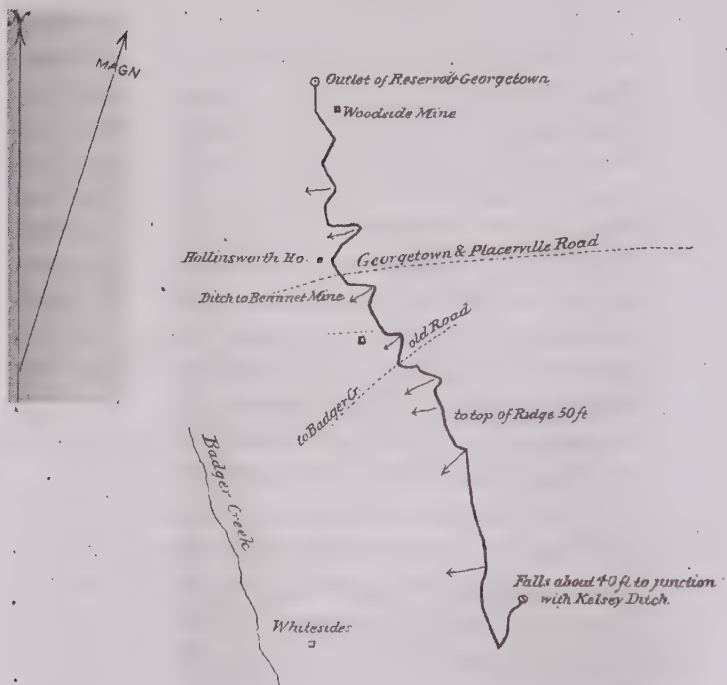 N
MAGN
Outlet of Reservoir Georgetown
Woodside Mine
Hollinsworth Ho.
Georgetown & Placerville Road
Ditch to Bennnet Mine
old Road
to Badger Cr.
to top of Ridge 50 ft
Badger Creek
Falls about 40 ft to junction
with Kelsey Ditch.
Whitesides